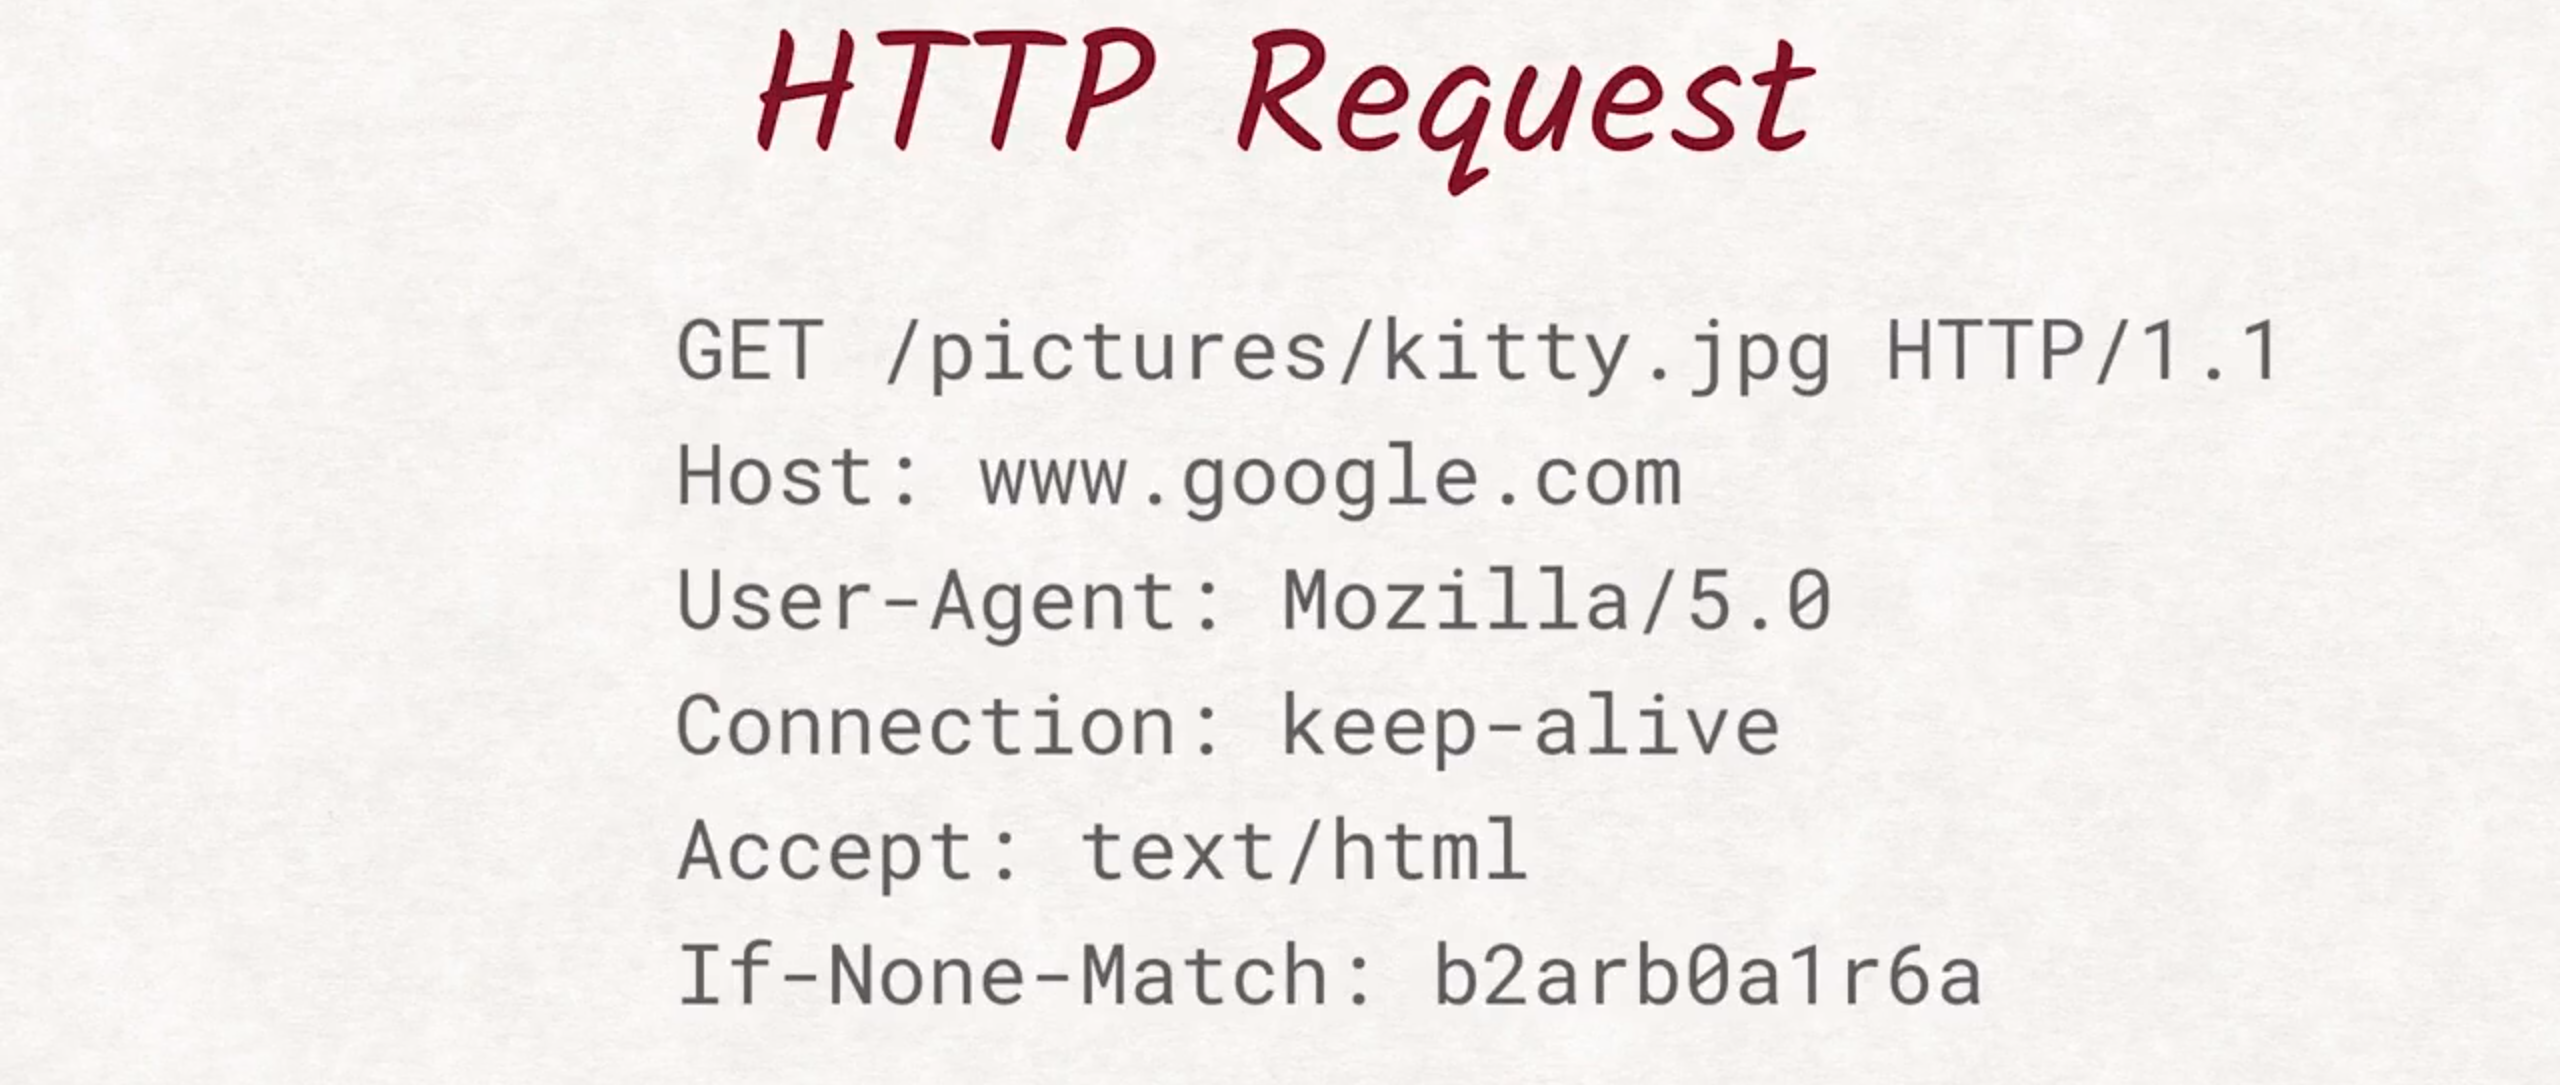 HTTP Request
GET /pictures/kitty.jpg HTTP/1.1
Host: www.google.com
User-Agent: Mozilla/5.0
Connection: keep-alive
Accept: text/html
If-None-Match: b2arb0a1r6a